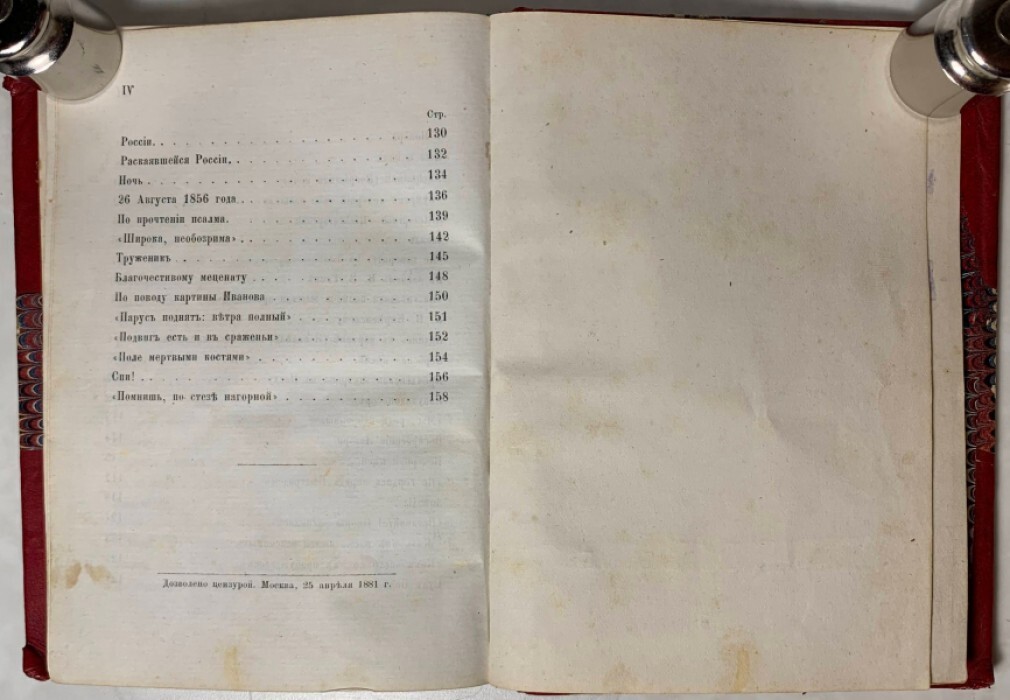 IV
Стр.
Россіи. . . . . . . . . . . . . . . . . . . 130
Раскаявшейся Россіи. . . . . . . . . . . . . . . 132
Ночь . . . . . . . . . . . . . . . . . . . 134
26 Августа 1856 года . . . . . . . . . . . . . . 136
По прочтеніи псалма. . . . . . . . . . . . . . . 139
«Широка, необозрима» . . . . . . . . . . . . . . 142
Труженикъ . . . . . . . . . . . . . . . . . . 145
Благочестивому меценату . . . . . . . . . . . . . 148
По поводу картины Иванова . . . . . . . . . . . . 150
«Парусъ поднятъ: вѣтра полный» . . . . . . . . . . 151
«Подвигъ есть и въ сраженьи» . . . . . . . . . . . 152
«Поле мертвыми костями» . . . . . . . . . . . . . 154
Спи! . . . . . . . . . . . . . . . . . . . . 156
«Помнишь, по стезѣ нагорной» . . . . . . . . . . . 158
Дозволено цензурой. Москва, 25 апрѣля 1881 г.